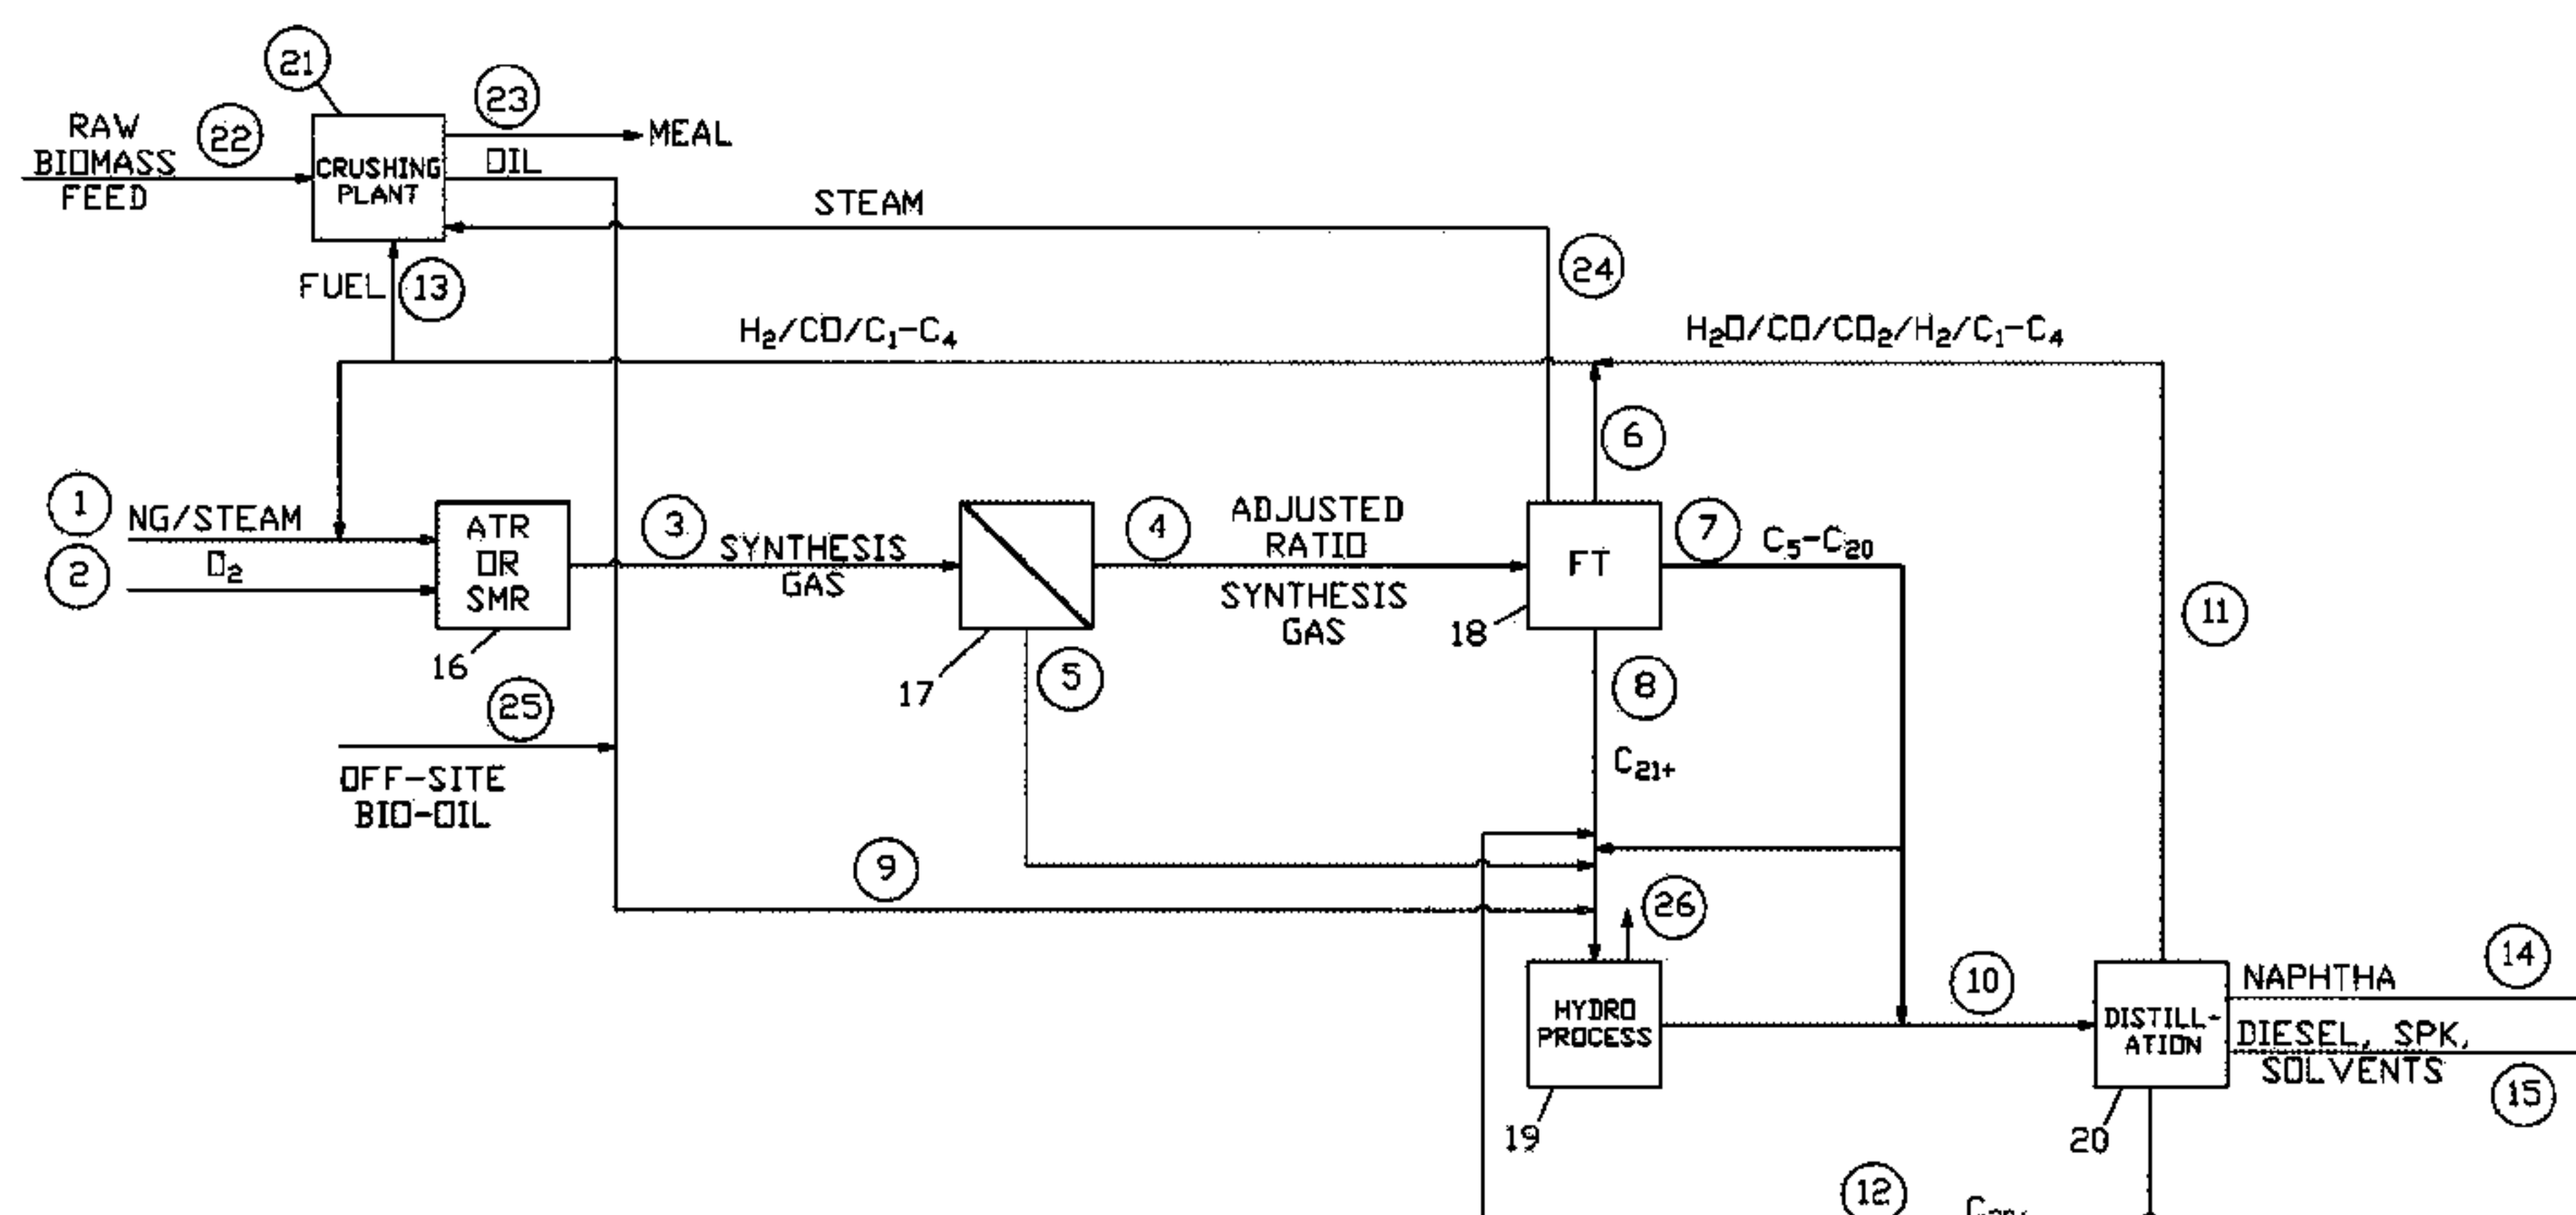 21
23
RAW
BIOMASS
FEED
22
CRUSHING
PLANT
MEAL
OIL
STEAM
24
FUEL
13
H2/CO/C1-C4
H2O/CO/CO2/H2/C1-C4
6
1
NG/STEAM
2
O2
ATR
OR
SMR
16
3
SYNTHESIS
GAS
17
5
4
ADJUSTED
RATIO
SYNTHESIS
GAS
FT
18
7
C5-C20
11
8
C21+
25
OFF-SITE
BIO-OIL
9
26
HYDRO
PROCESS
19
10
DISTILL-
ATION
20
14
NAPHTHA
DIESEL, SPK,
SOLVENTS
15
12